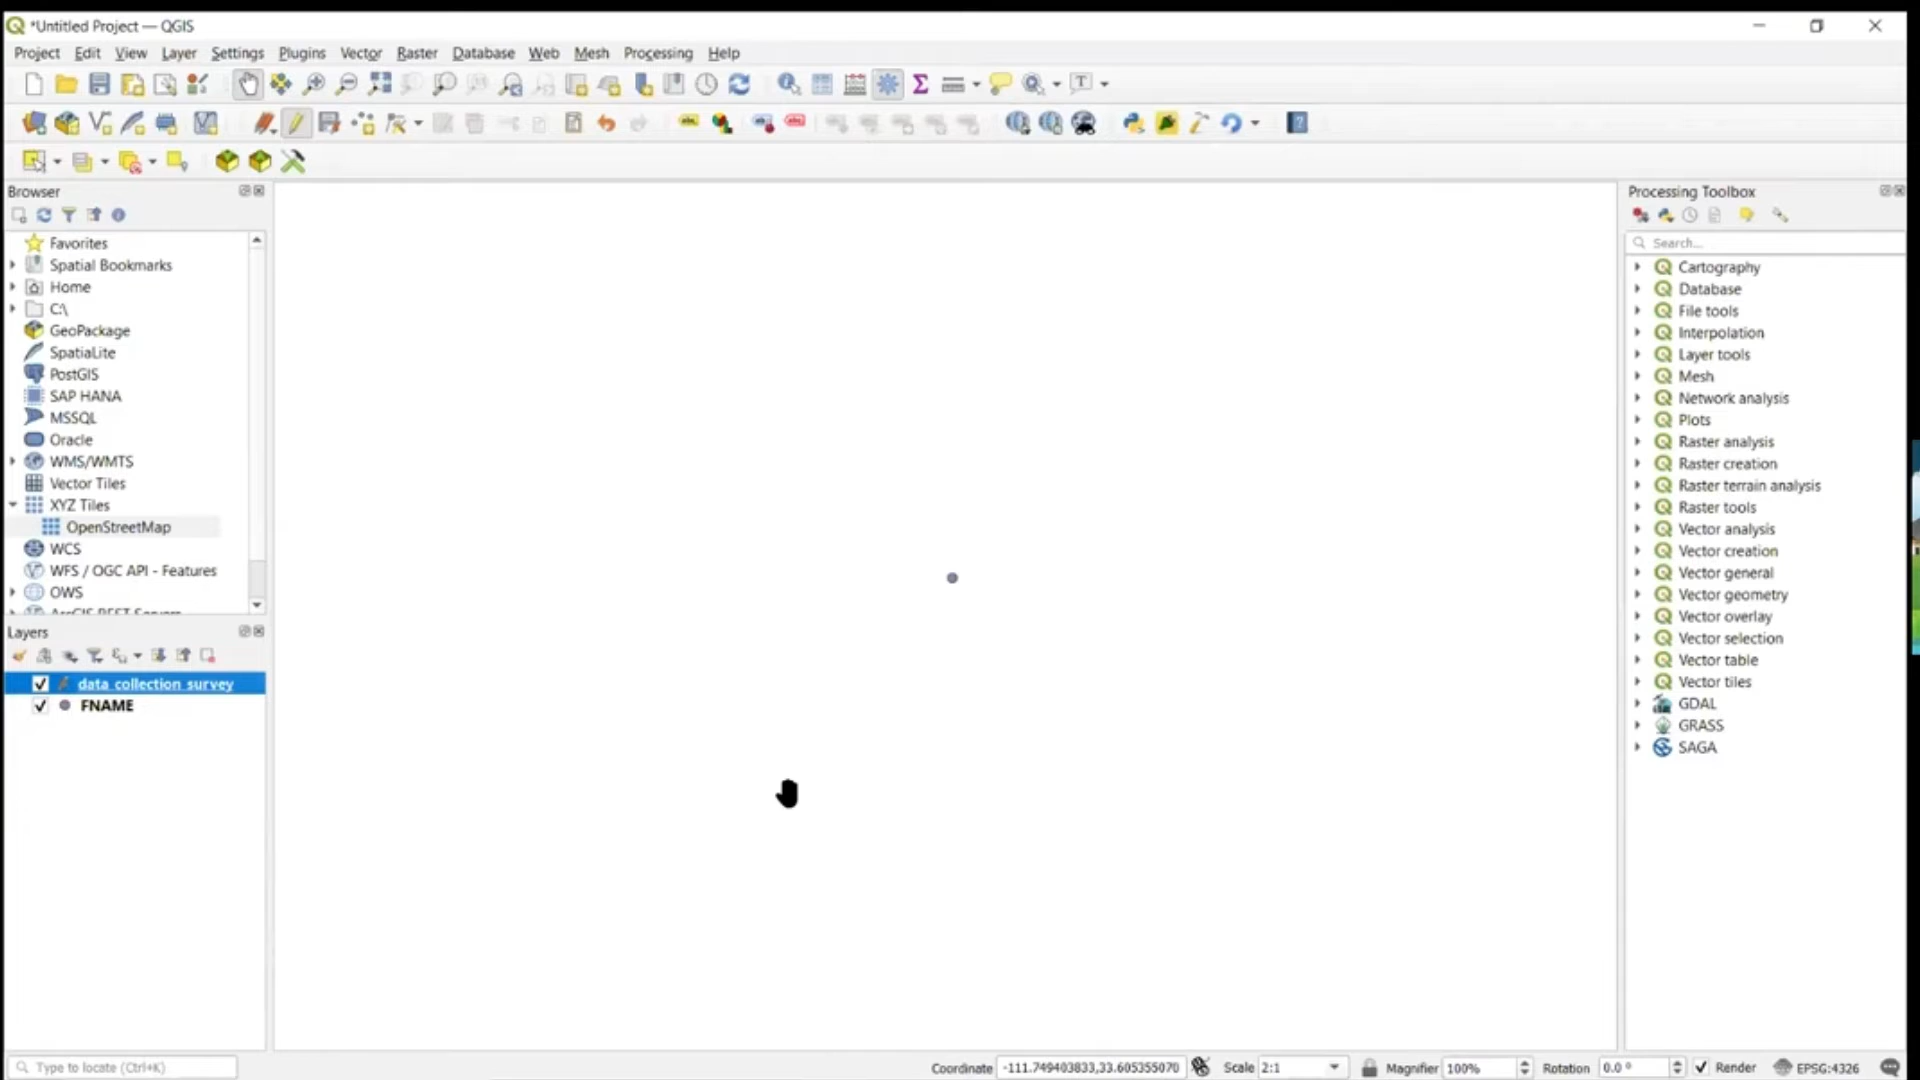 *Untitled Project — QGIS
Project Edit View Layer Settings Plugins Vector Raster Database Web Mesh Processing Help
Browser
Favorites
Spatial Bookmarks
Home
C:\
GeoPackage
SpatiaLite
PostGIS
SAP HANA
MSSQL
Oracle
WMS/WMTS
Vector Tiles
XYZ Tiles
OpenStreetMap
WCS
WFS / OGC API - Features
OWS
ArcGIS REST Servers
Layers
data collection survey
FNAME
Processing Toolbox
Search...
Cartography
Database
File tools
Interpolation
Layer tools
Mesh
Network analysis
Plots
Raster analysis
Raster creation
Raster terrain analysis
Raster tools
Vector analysis
Vector creation
Vector general
Vector geometry
Vector overlay
Vector selection
Vector table
Vector tiles
GDAL
GRASS
SAGA
Type to locate (Ctrl+K)
Coordinate -111.749403833,33.605355070 Scale 2:1 Magnifier 100% Rotation 0.0 ° Render EPSG:4326